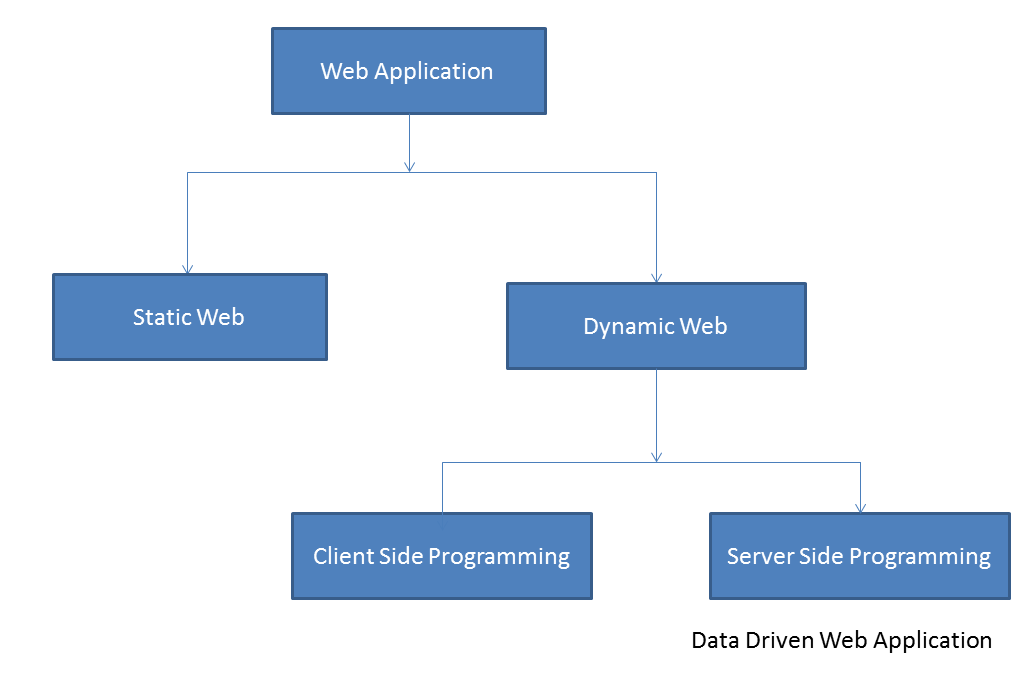 Web Application
Static Web
Dynamic Web
Client Side Programming
Server Side Programming
Data Driven Web Application